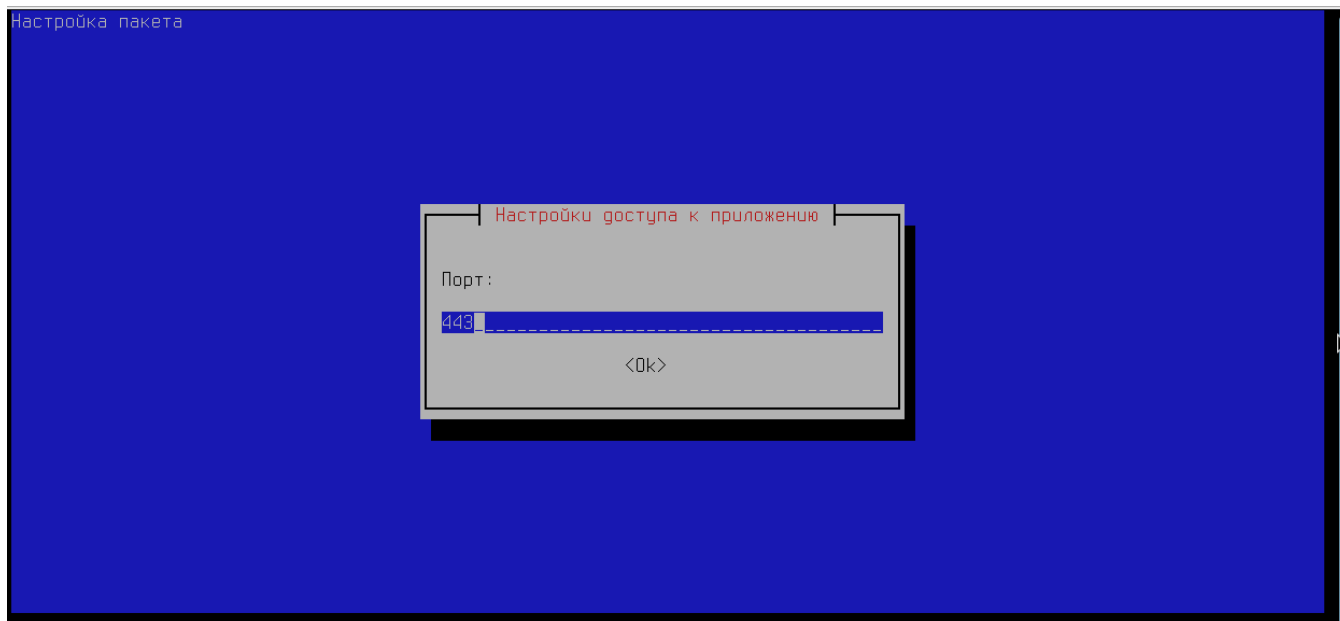 Настройка пакета
Настройки доступа к приложению
Порт:
443
<Ok>